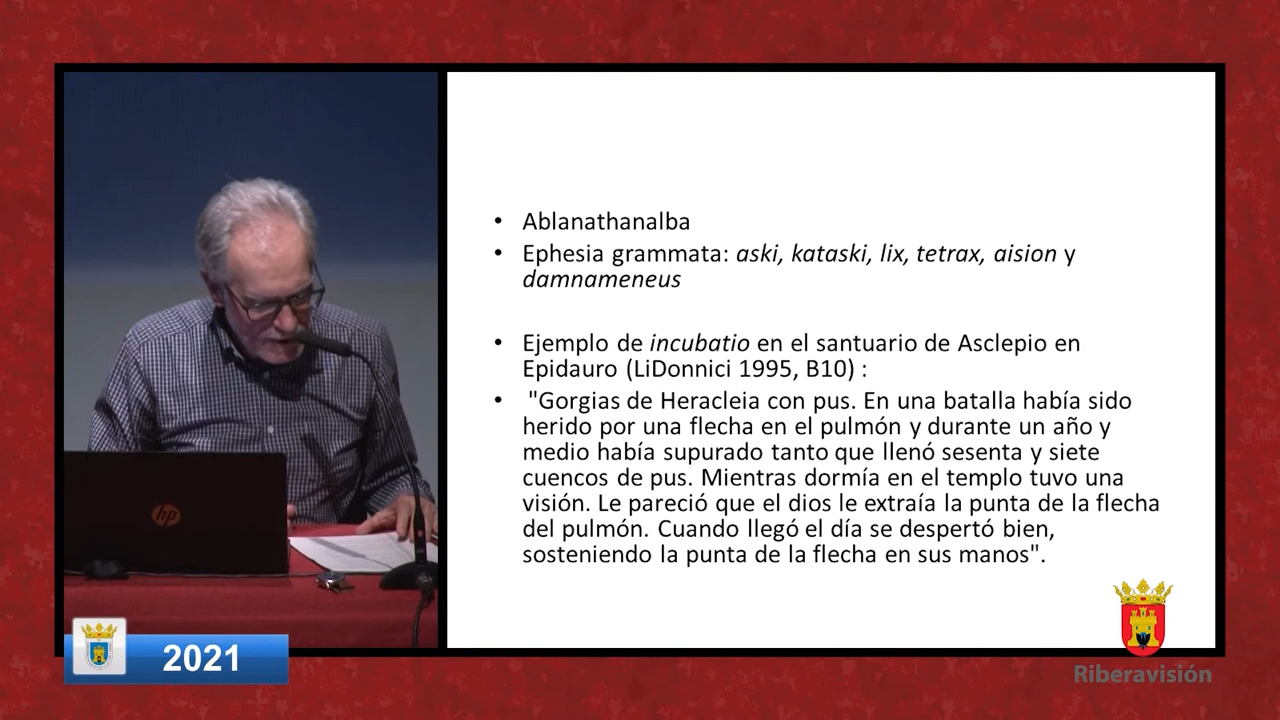 • Ablanathanalba
• Ephesia grammata: aski, kataski, lix, tetrax, aision y
damnameneus
• Ejemplo de incubatio en el santuario de Asclepio en
Epidauro (LiDonnici 1995, B10) :
• "Gorgias de Heracleia con pus. En una batalla había sido
herido por una flecha en el pulmón y durante un año y
medio había supurado tanto que llenó sesenta y siete
cuencos de pus. Mientras dormía en el templo tuvo una
visión. Le pareció que el dios le extraía la punta de la flecha
del pulmón. Cuando llegó el día se despertó bien,
sosteniendo la punta de la flecha en sus manos".
hp
2021
Riberavisión